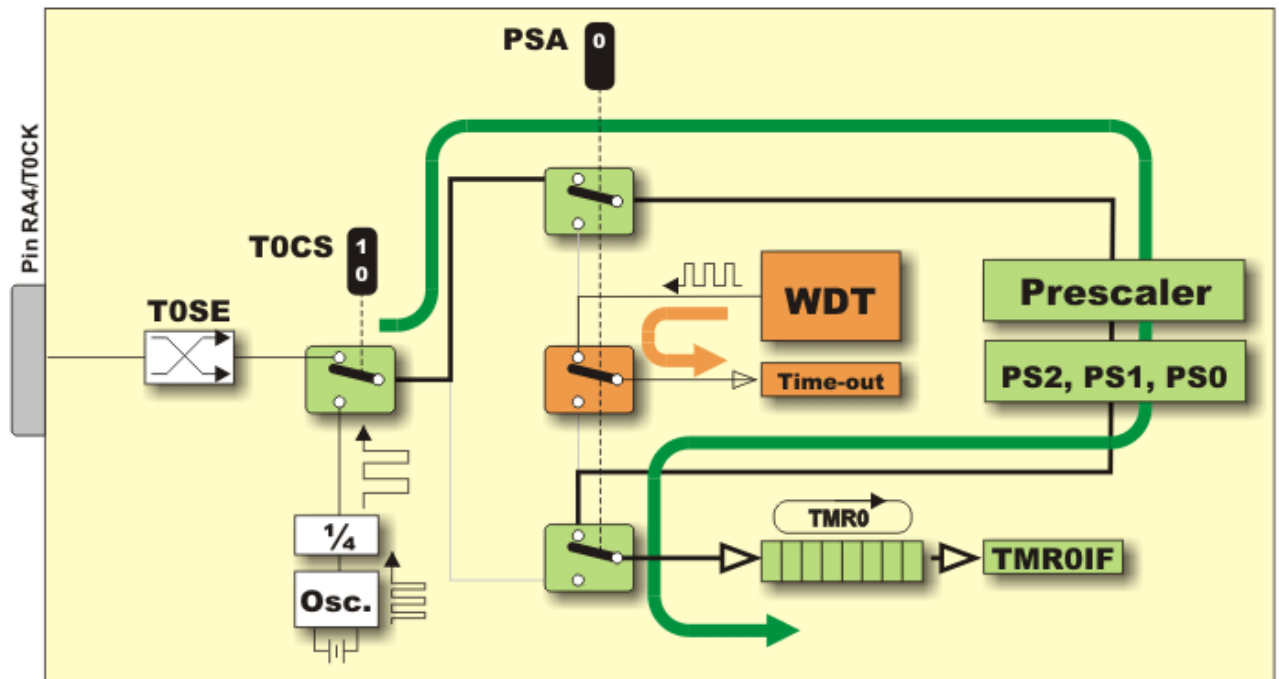 PSA
0
Pin RA4/T0CK
T0CS
1
0
T0SE
WDT
Prescaler
Time-out
PS2, PS1, PS0
¼
TMR0
Osc.
TMR0IF